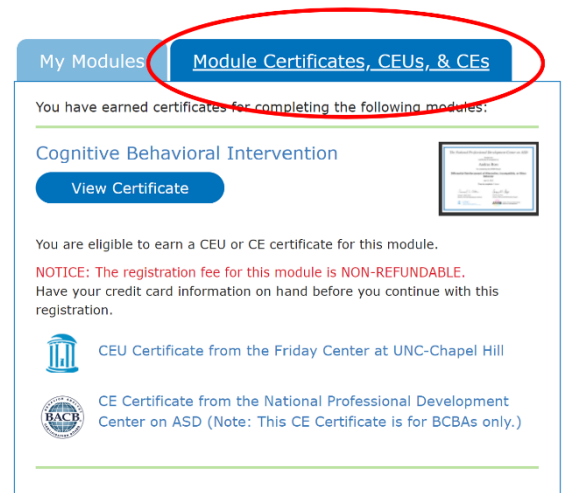 My Modules
Module Certificates, CEUs, & CEs
You have earned certificates for completing the following modules:
Cognitive Behavioral Intervention
View Certificate
You are eligible to earn a CEU or CE certificate for this module.
NOTICE: The registration fee for this module is NON-REFUNDABLE.
Have your credit card information on hand before you continue with this
registration.
CEU Certificate from the Friday Center at UNC-Chapel Hill
BACB
CE Certificate from the National Professional Development
Center on ASD (Note: This CE Certificate is for BCBAs only.)